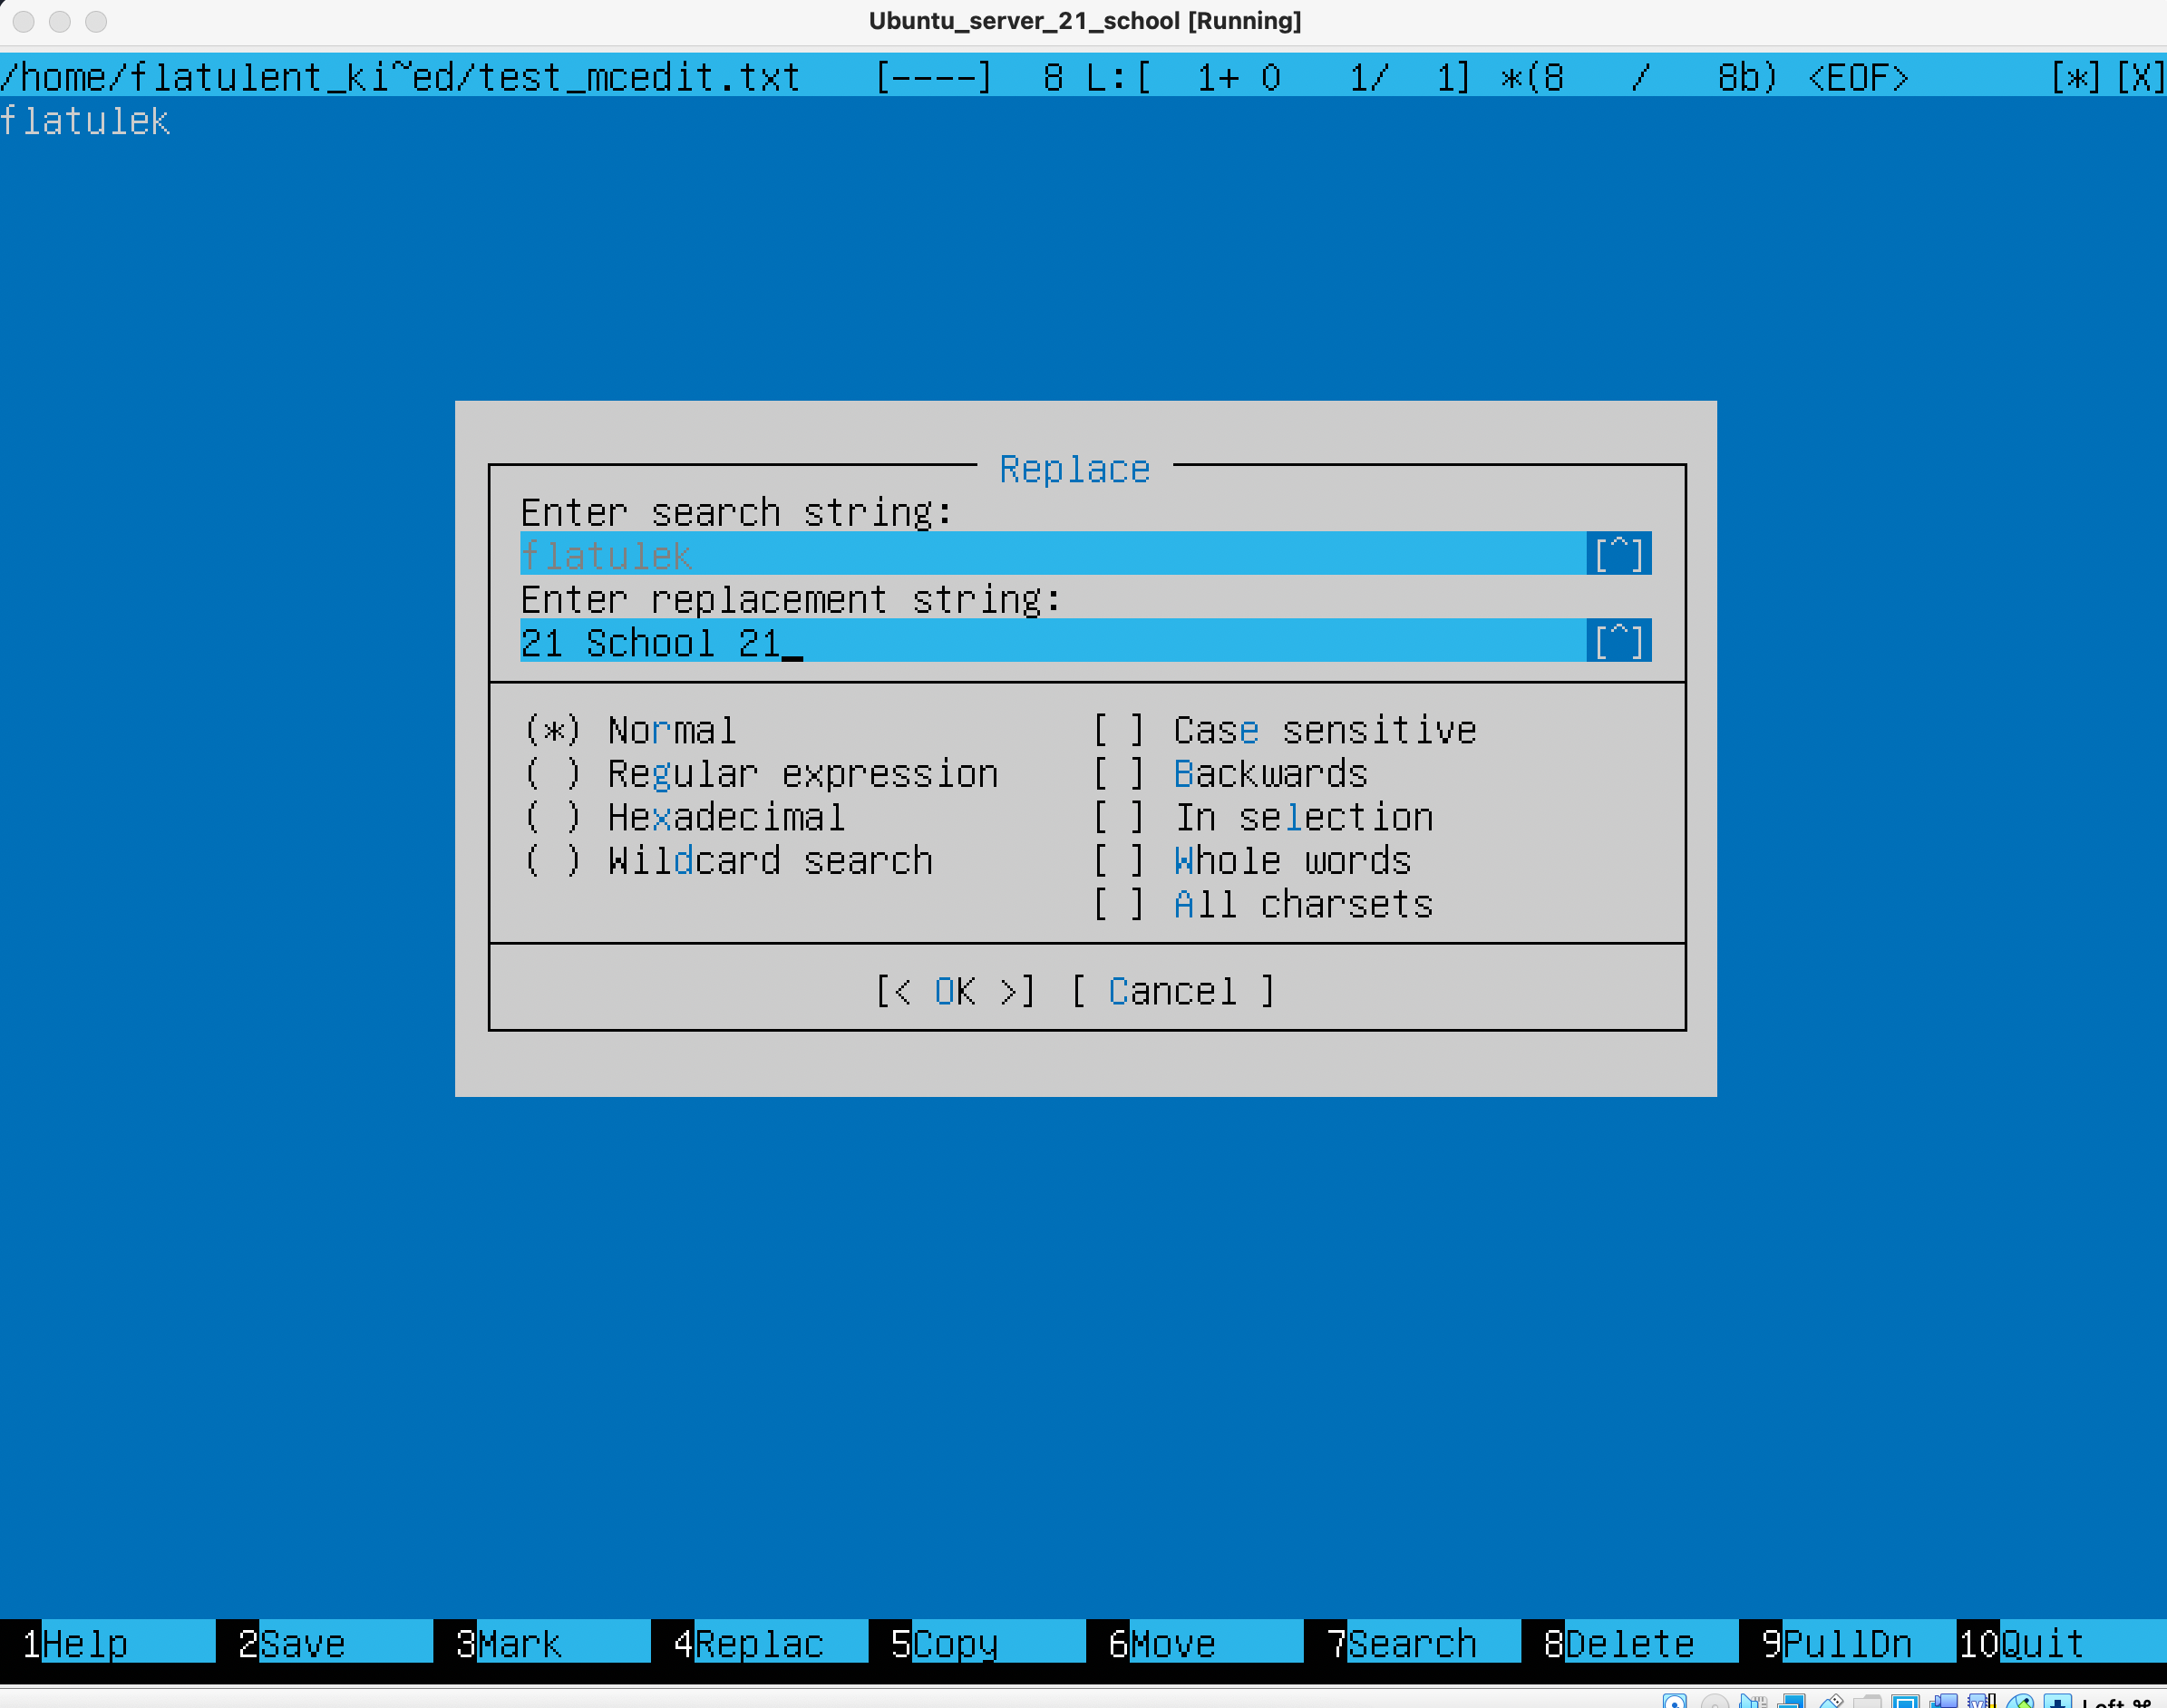 Ubuntu_server_21_school [Running]
/home/flatulent_ki~ed/test_mcedit.txt [----] 8 L:[ 1+ 0 1/ 1] *(8 / 8b) <EOF> [*][X]
flatulek
Replace
Enter search string:
flatulek [^]
Enter replacement string:
21 School 21_ [^]
(*) Normal [ ] Case sensitive
( ) Regular expression [ ] Backwards
( ) Hexadecimal [ ] In selection
( ) Wildcard search [ ] Whole words
[ ] All charsets
[< OK >] [ Cancel ]
1Help 2Save 3Mark 4Replac 5Copy 6Move 7Search 8Delete 9PullDn 10Quit
Left ⌘